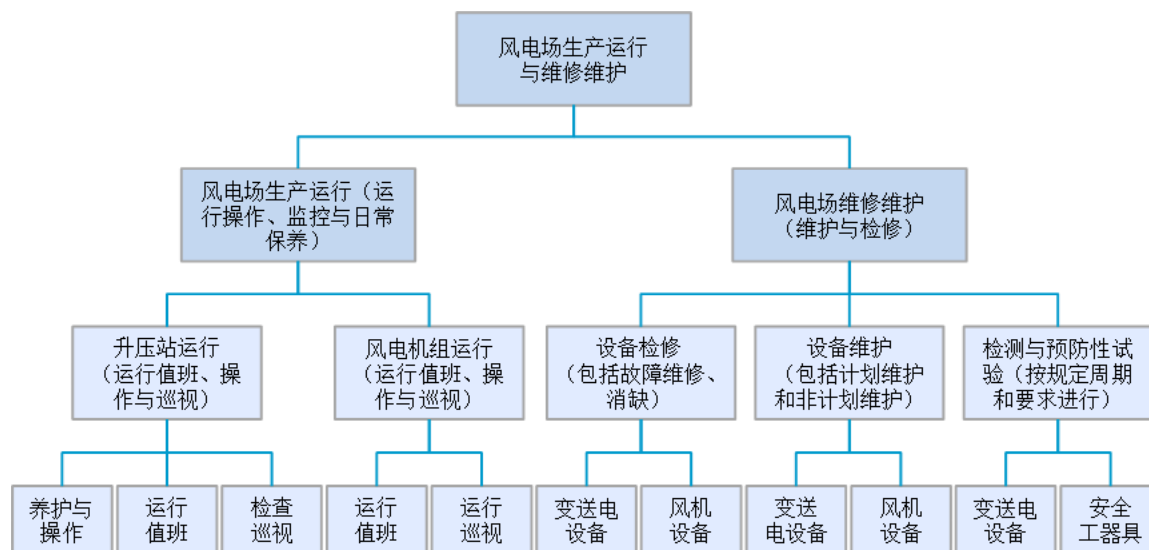 风电场生产运行
与维修维护
风电场生产运行（运
行操作、监控与日常
保养）
风电场维修维护
（维护与检修）
升压站运行
（运行值班、操
作与巡视）
风电机组运行
（运行值班、操
作与巡视）
设备检修
（包括故障维修、
消缺）
设备维护
（包括计划维护
和非计划维护）
检测与预防性试
验（按规定周期
和要求进行）
养护与
操作
运行
值班
检查
巡视
运行
值班
运行
巡视
变送电
设备
风机
设备
变送
电设备
风机
设备
变送电
设备
安全
工器具